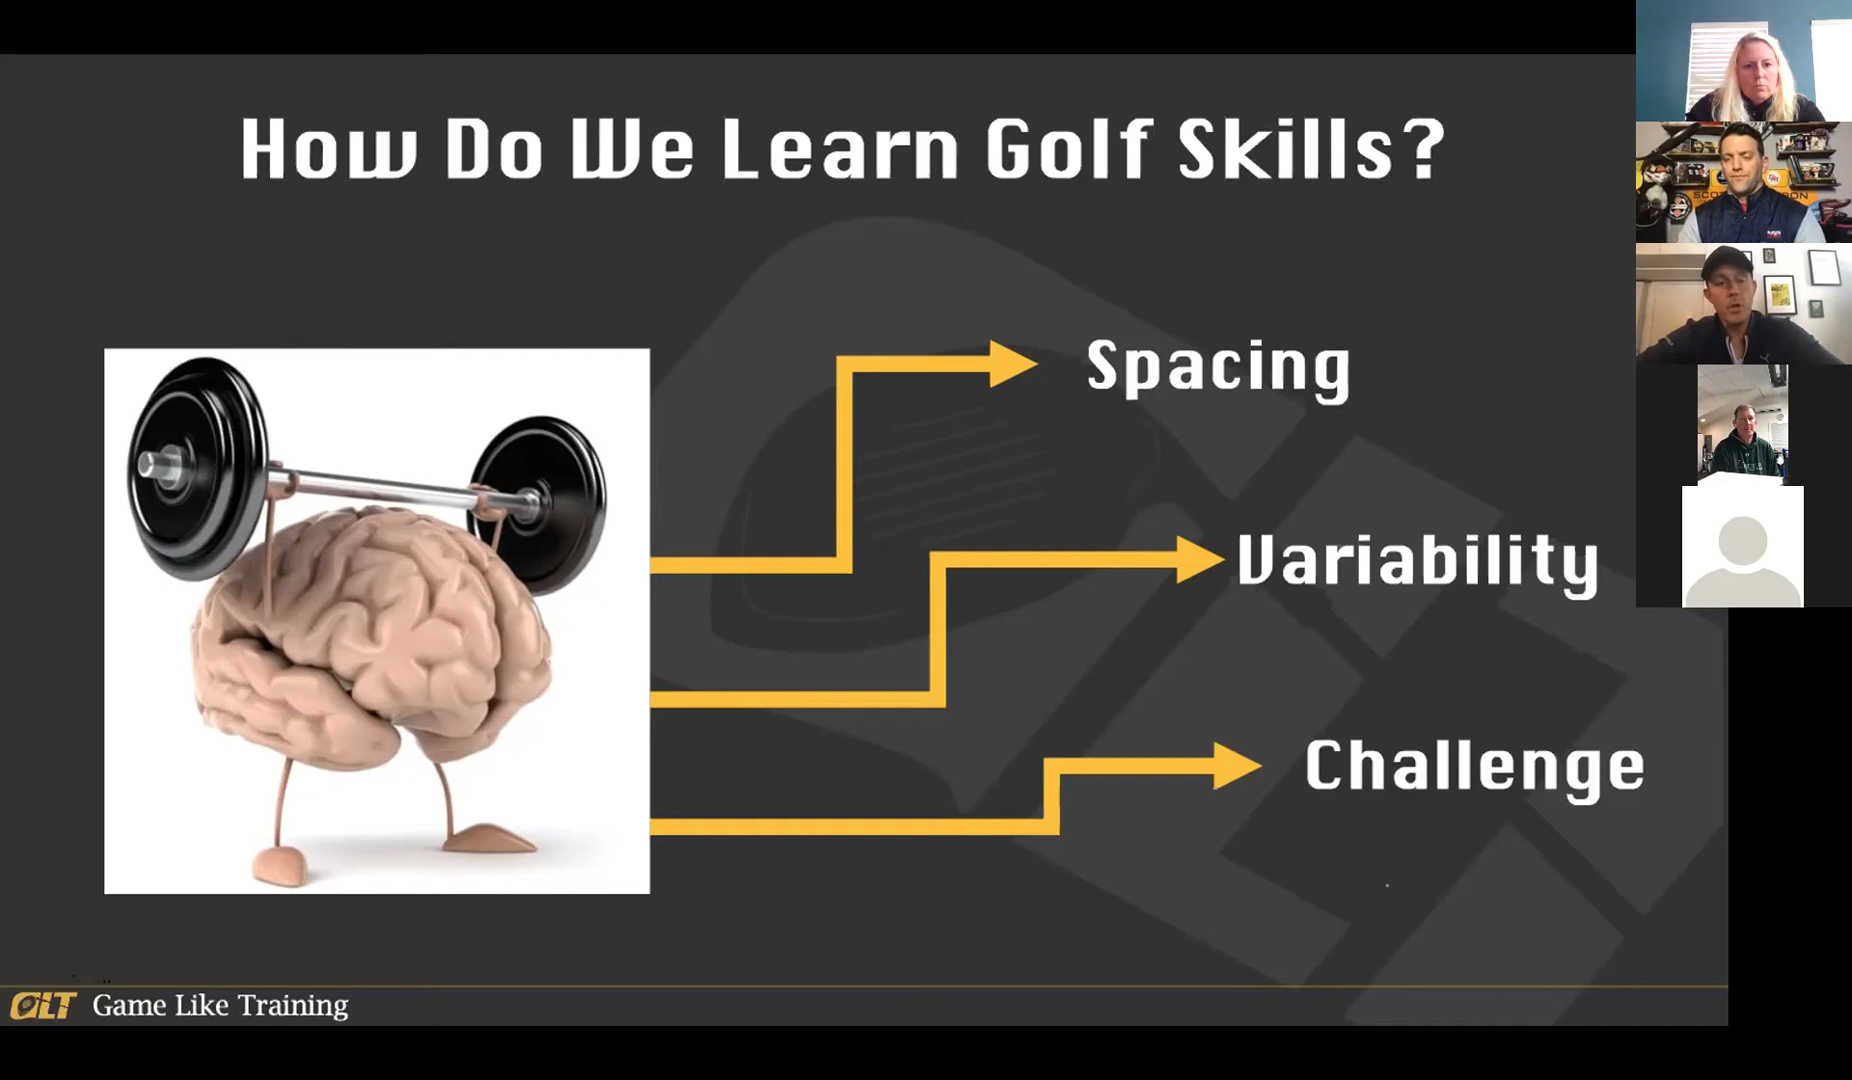 How Do We Learn Golf Skills?
Spacing
Variability
Challenge
GLT Game Like Training